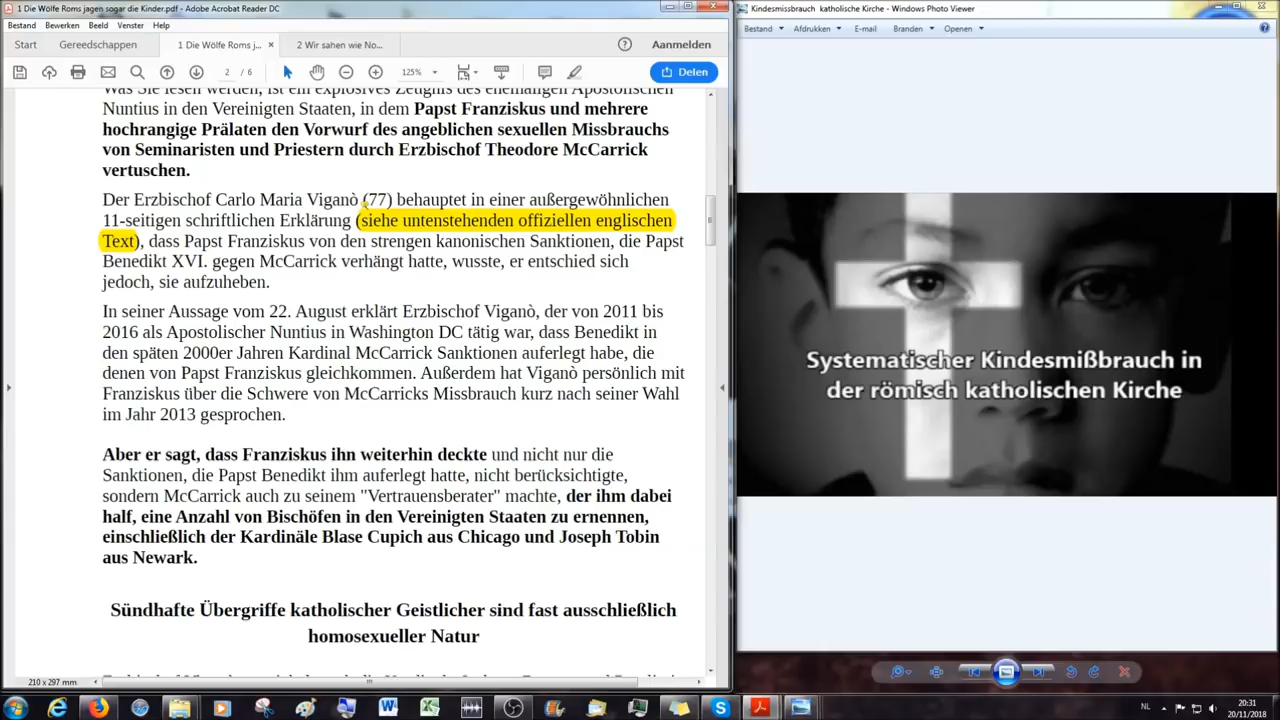 1 Die Wölfe Roms jagen sogar die Kinder.pdf - Adobe Acrobat Reader DC
Bestand Bewerken Beeld Venster Help
Start Gereedschappen 1 Die Wölfe Roms j... × 2 Wir sahen wie No... Aanmelden
2 / 6 125% Delen
Was Sie lesen werden, ist ein explosives Zeugnis des ehemaligen Apostolischen
Nuntius in den Vereinigten Staaten, in dem Papst Franziskus und mehrere
hochrangige Prälaten den Vorwurf des angeblichen sexuellen Missbrauchs
von Seminaristen und Priestern durch Erzbischof Theodore McCarrick
vertuschen.
Der Erzbischof Carlo Maria Viganò (77) behauptet in einer außergewöhnlichen
11-seitigen schriftlichen Erklärung (siehe untenstehenden offiziellen englischen
Text), dass Papst Franziskus von den strengen kanonischen Sanktionen, die Papst
Benedikt XVI. gegen McCarrick verhängt hatte, wusste, er entschied sich
jedoch, sie aufzuheben.
In seiner Aussage vom 22. August erklärt Erzbischof Viganò, der von 2011 bis
2016 als Apostolischer Nuntius in Washington DC tätig war, dass Benedikt in
den späten 2000er Jahren Kardinal McCarrick Sanktionen auferlegt habe, die
denen von Papst Franziskus gleichkommen. Außerdem hat Viganò persönlich mit
Franziskus über die Schwere von McCarricks Missbrauch kurz nach seiner Wahl
im Jahr 2013 gesprochen.
Aber er sagt, dass Franziskus ihn weiterhin deckte und nicht nur die
Sanktionen, die Papst Benedikt ihm auferlegt hatte, nicht berücksichtigte,
sondern McCarrick auch zu seinem "Vertrauensberater" machte, der ihm dabei
half, eine Anzahl von Bischöfen in den Vereinigten Staaten zu ernennen,
einschließlich der Kardinäle Blase Cupich aus Chicago und Joseph Tobin
aus Newark.
Sündhafte Übergriffe katholischer Geistlicher sind fast ausschließlich
homosexueller Natur
210 x 297 mm
Kindesmissbrauch katholische Kirche - Windows Photo Viewer
Bestand Afdrukken E-mail Branden Openen
Systematischer Kindesmißbrauch in
der römisch katholischen Kirche
NL 20:31
20/11/2018